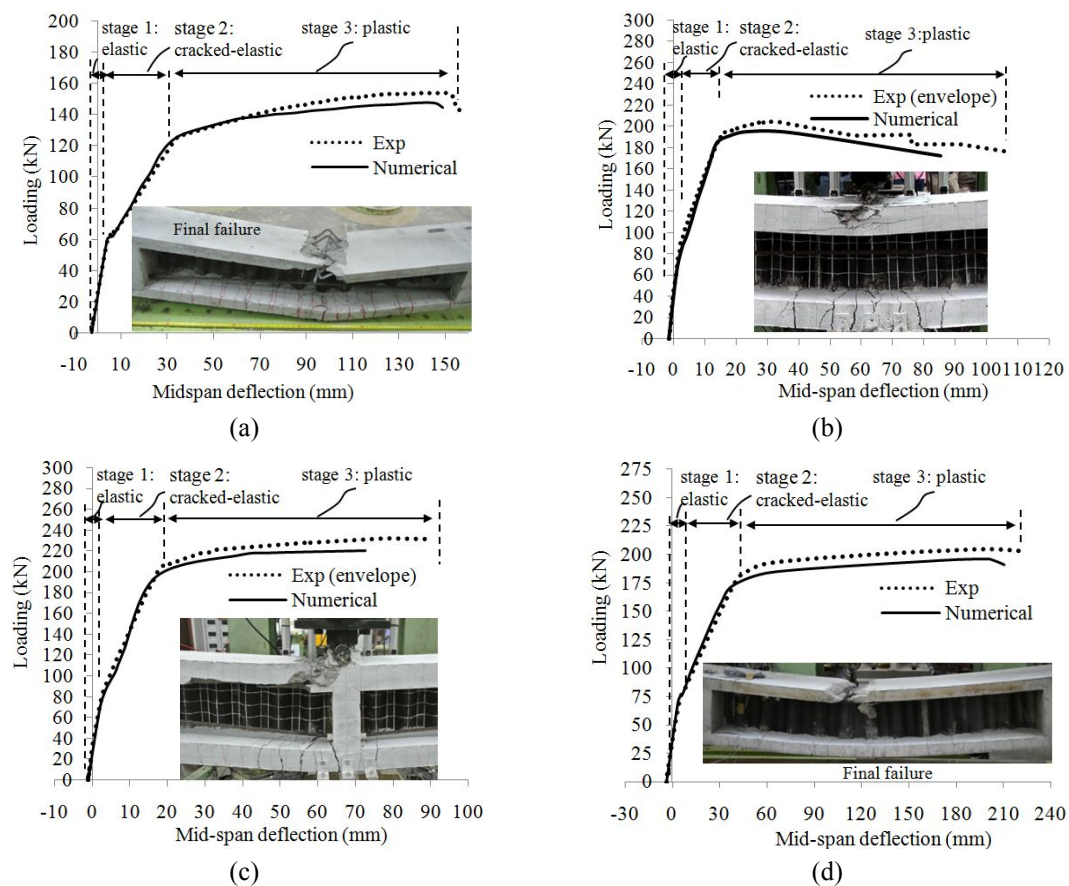 stage 1:
elastic
stage 2:
cracked-elastic
stage 3: plastic
Loading (kN)
200
180
160
140
120
100
80
60
40
20
0
Exp
Numerical
Final failure
-10 10 30 50 70 90 110 130 150
Midspan deflection (mm)
(a)
stage 1:
elastic
stage 2:
cracked-elastic
stage 3:plastic
Loading (kN)
300
280
260
240
220
200
180
160
140
120
100
80
60
40
20
0
Exp (envelope)
Numerical
-10 0 10 20 30 40 50 60 70 80 90 100 110 120
Mid-span deflection (mm)
(b)
stage 1:
elastic
stage 2:
cracked-elastic
stage 3: plastic
Loading (kN)
300
280
260
240
220
200
180
160
140
120
100
80
60
40
20
0
Exp (envelope)
Numerical
-10 0 10 20 30 40 50 60 70 80 90 100
Mid-span deflection (mm)
(c)
stage 1:
elastic
stage 2:
cracked-elastic
stage 3: plastic
Loading (kN)
275
250
225
200
175
150
125
100
75
50
25
0
Exp
Numerical
Final failure
-30 0 30 60 90 120 150 180 210 240
Mid-span deflection (mm)
(d)